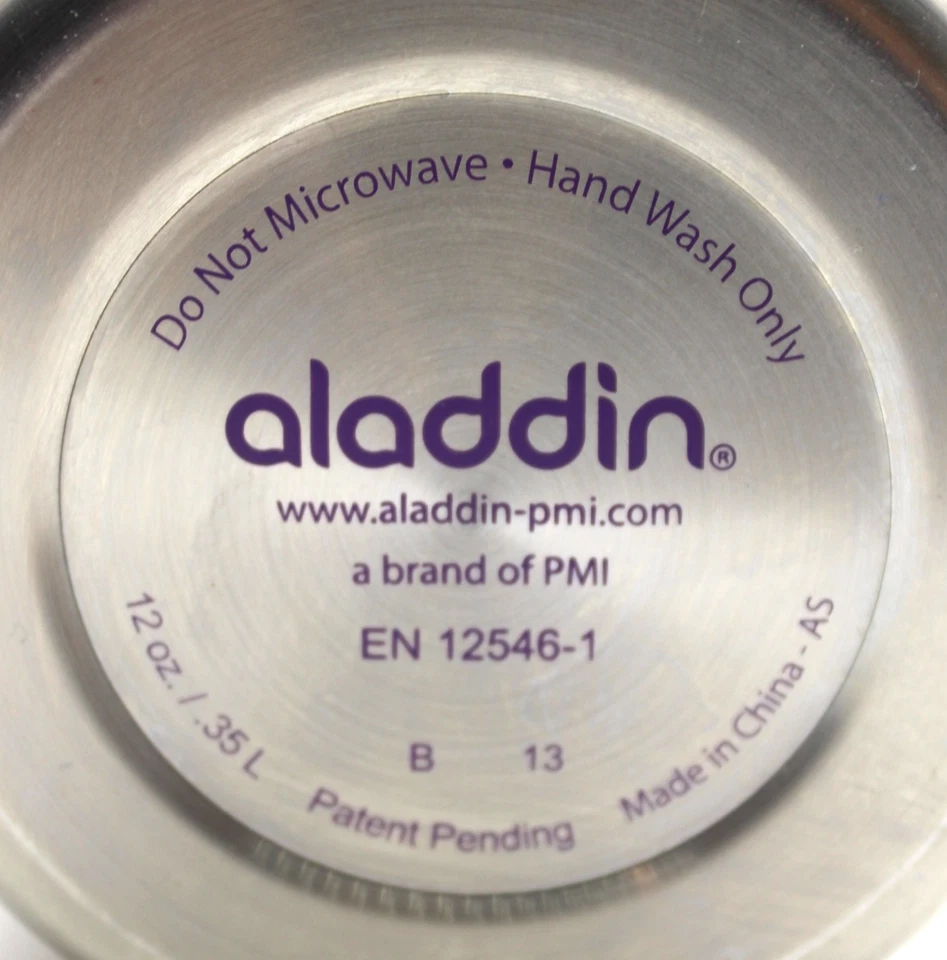 Do Not Microwave • Hand Wash Only
aladdin®
www.aladdin-pmi.com
a brand of PMI
EN 12546-1
B 13
12 oz. / .35 L
Patent Pending
Made in China - AS